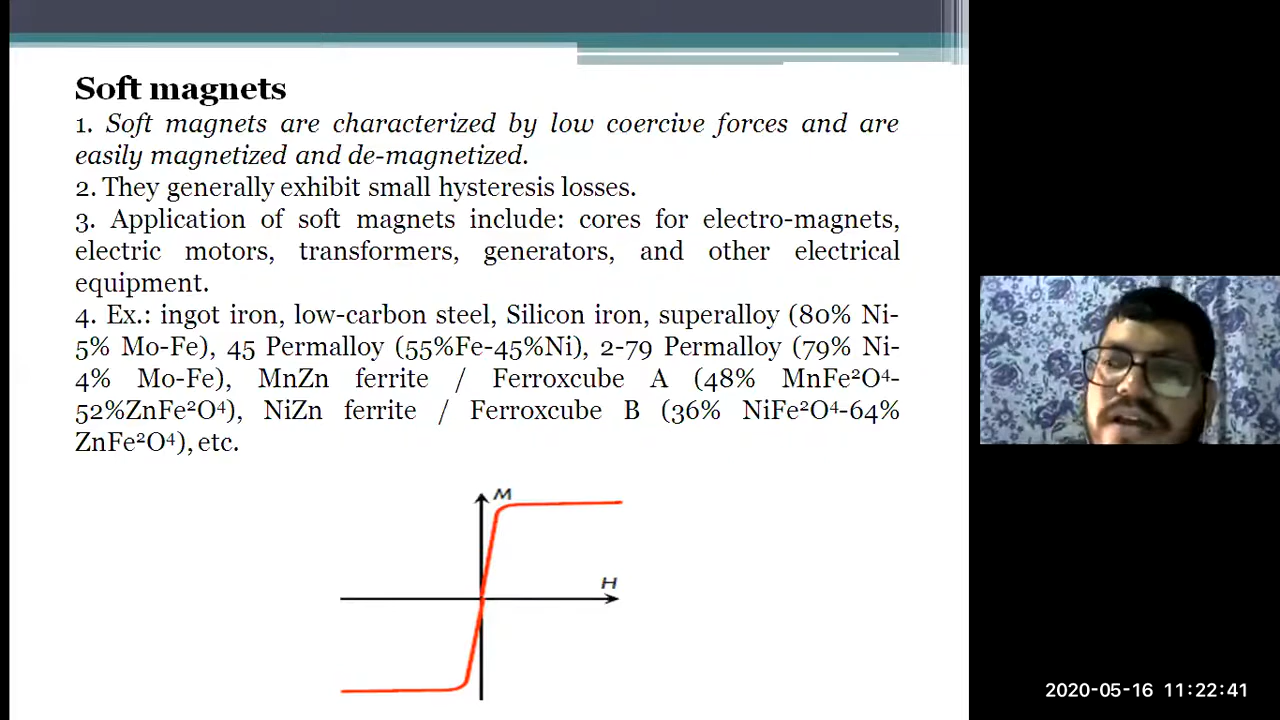 Soft magnets
1. Soft magnets are characterized by low coercive forces and are
easily magnetized and de-magnetized.
2. They generally exhibit small hysteresis losses.
3. Application of soft magnets include: cores for electro-magnets,
electric motors, transformers, generators, and other electrical
equipment.
4. Ex.: ingot iron, low-carbon steel, Silicon iron, superalloy (80% Ni-
5% Mo-Fe), 45 Permalloy (55%Fe-45%Ni), 2-79 Permalloy (79% Ni-
4% Mo-Fe), MnZn ferrite / Ferroxcube A (48% MnFe²O⁴-
52%ZnFe²O⁴), NiZn ferrite / Ferroxcube B (36% NiFe²O⁴-64%
ZnFe²O⁴), etc.
M
H
2020-05-16 11:22:41